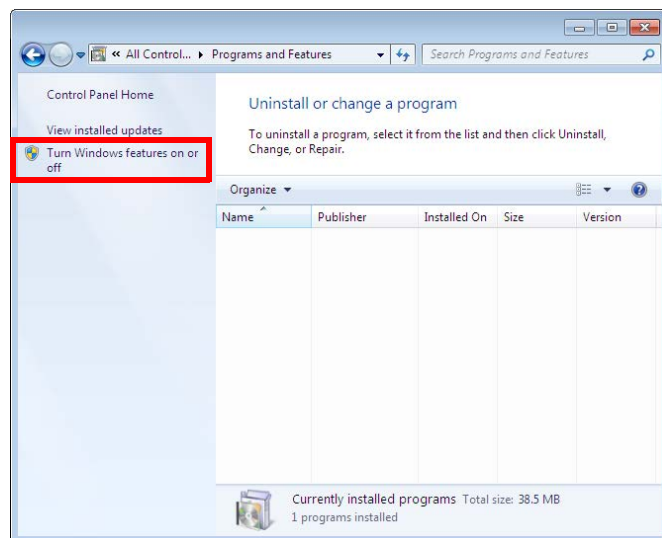 « All Control... ▸ Programs and Features
Search Programs and Features
Control Panel Home
View installed updates
Turn Windows features on or
off
Uninstall or change a program
To uninstall a program, select it from the list and then click Uninstall,
Change, or Repair.
Organize
Name Publisher Installed On Size Version
Currently installed programs Total size: 38.5 MB
1 programs installed